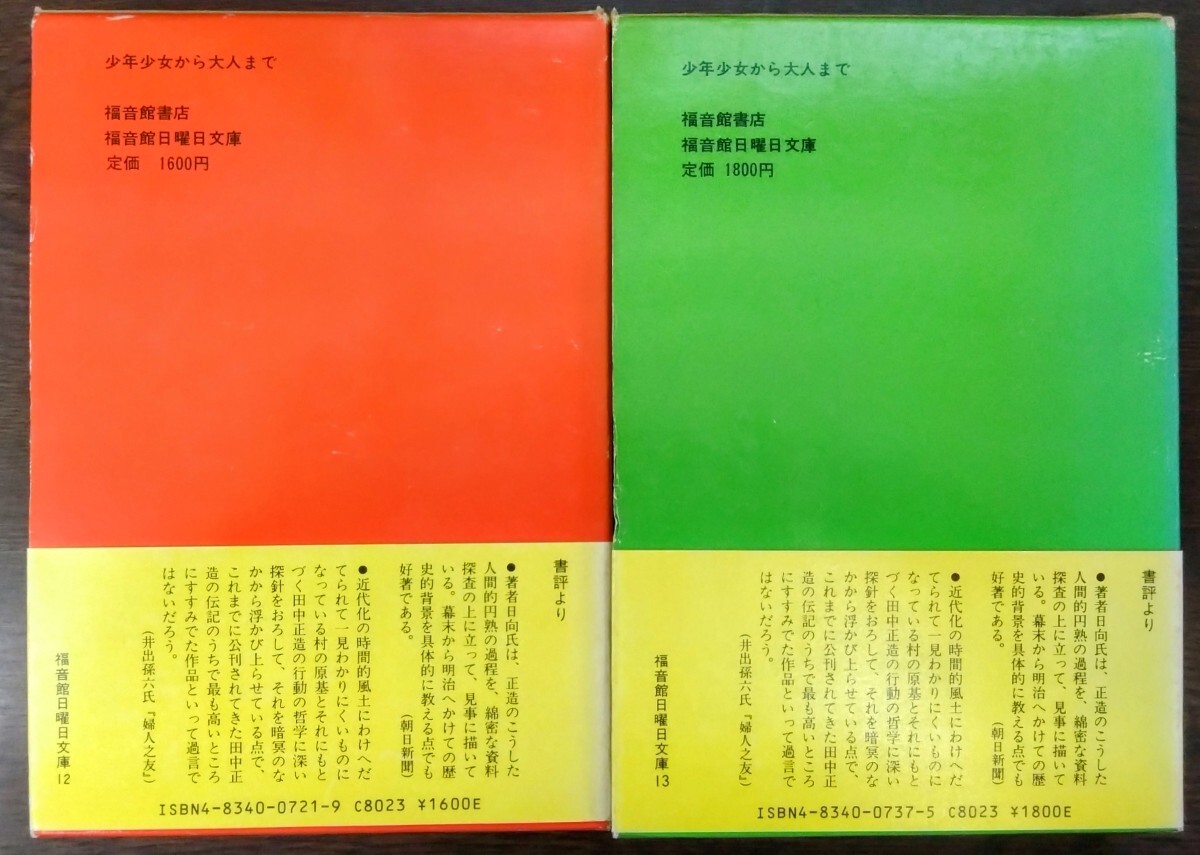 少年少女から大人まで
福音館書店
福音館日曜日文庫
定価 1600円
書評より
●著者日向氏は、正造のこうした
人間的円熟の過程を、綿密な資料
探査の上に立って、見事に描いて
いる。幕末から明治へかけての歴
史的背景を具体的に教える点でも
好著である。
(朝日新聞)
●近代化の時間的風土にわけへだ
てられて一見わかりにくいものに
なっている村の原基とそれにもと
づく田中正造の行動の哲学に深い
探針をおろして、それを暗冥のな
かから浮かび上らせている点で、
これまでに公刊されてきた田中正
造の伝記のうちで最も高いところ
にすすみでた作品といって過言で
はないだろう。
(井出孫六氏『婦人之友』)
福音館日曜日文庫12
ISBN4-8340-0721-9 C8023 ¥1600E
少年少女から大人まで
福音館書店
福音館日曜日文庫
定価 1800円
書評より
●著者日向氏は、正造のこうした
人間的円熟の過程を、綿密な資料
探査の上に立って、見事に描いて
いる。幕末から明治へかけての歴
史的背景を具体的に教える点でも
好著である。
(朝日新聞)
●近代化の時間的風土にわけへだ
てられて一見わかりにくいものに
なっている村の原基とそれにもと
づく田中正造の行動の哲学に深い
探針をおろして、それを暗冥のな
かから浮かび上らせている点で、
これまでに公刊されてきた田中正
造の伝記のうちで最も高いところ
にすすみでた作品といって過言で
はないだろう。
(井出孫六氏『婦人之友』)
福音館日曜日文庫13
ISBN4-8340-0737-5 C8023 ¥1800E